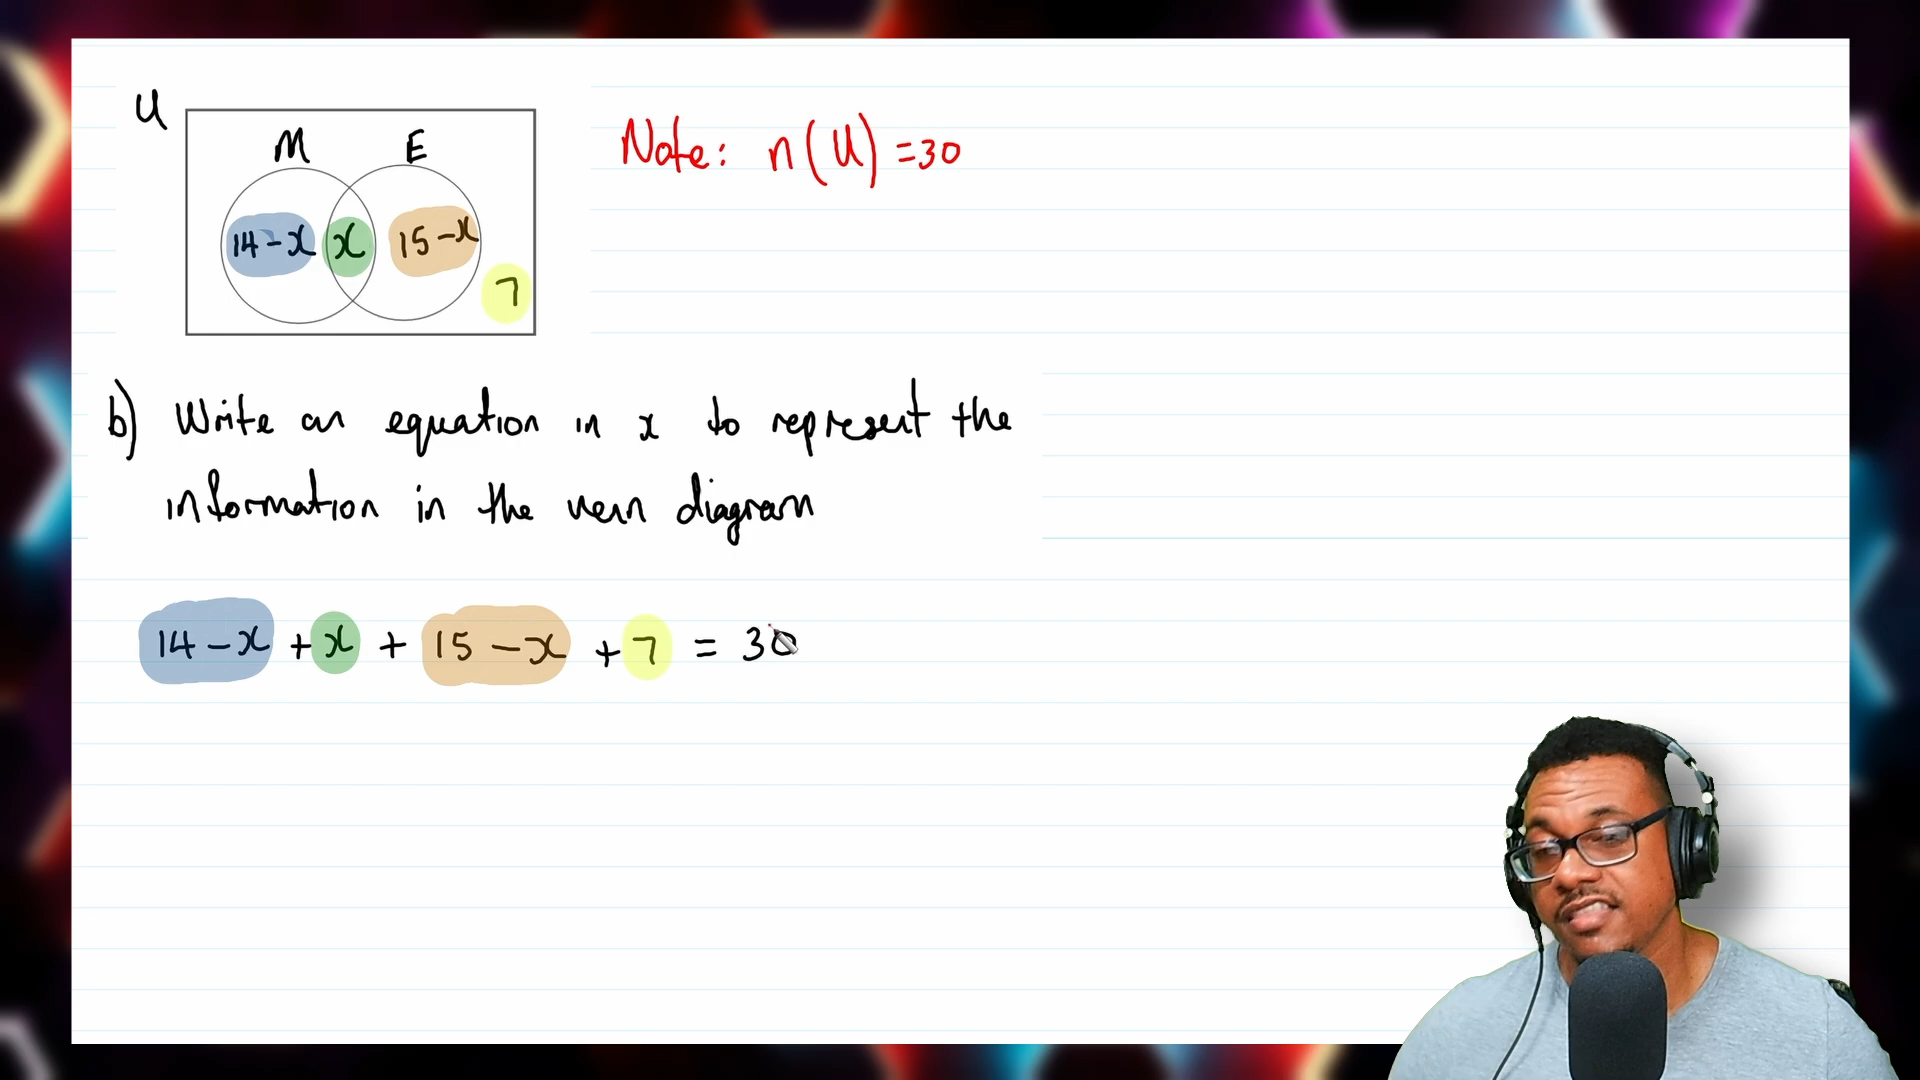 U
M E
14-x x 15-x
7
Note: n(U) =30
b) Write an equation in x to represent the
information in the venn diagram
14-x +x + 15-x +7 = 30